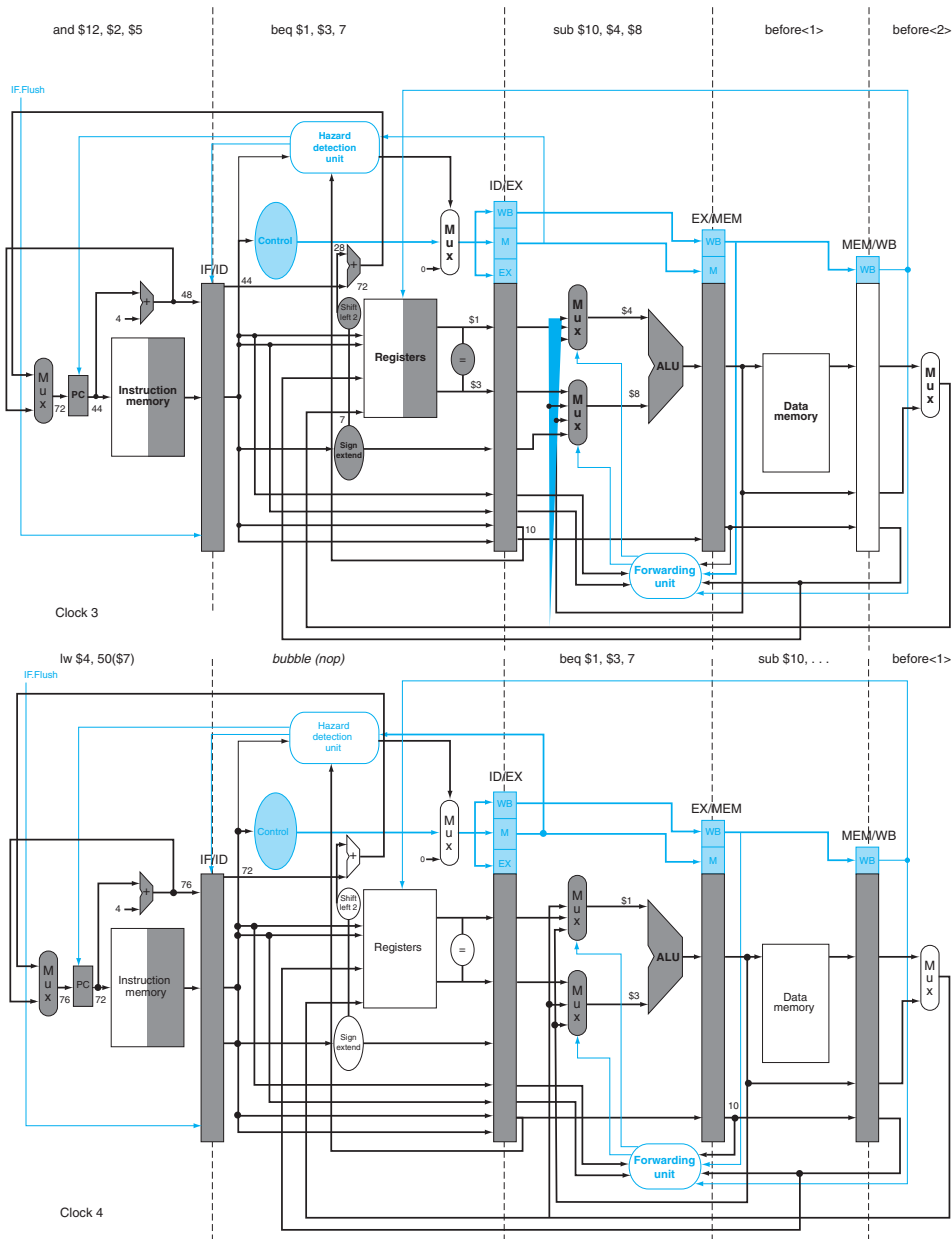 and $12, $2, $5 beq $1, $3, 7 sub $10, $4, $8 before<1> before<2>
IF.Flush
Hazard
detection
unit
ID/EX
WB
Control
M
u
x
M
EX/MEM
WB
28
+
0
EX
M
MEM/WB
WB
IF/ID
44
72
48
+
4
Shift
left 2
M
u
x
$4
$1
Registers
=
M
u
x
PC
72
44
Instruction
memory
ALU
Data
memory
M
u
x
$3
M
u
x
$8
7
Sign
extend
10
Forwarding
unit
Clock 3
lw $4, 50($7) bubble (nop) beq $1, $3, 7 sub $10, . . . before<1>
IF.Flush
Hazard
detection
unit
ID/EX
WB
Control
M
u
x
M
EX/MEM
WB
+
0
EX
M
MEM/WB
WB
IF/ID
72
76
+
4
Shift
left 2
M
u
x
$1
Registers
=
M
u
x
PC
76
72
Instruction
memory
ALU
Data
memory
M
u
x
M
u
x
$3
Sign
extend
10
Forwarding
unit
Clock 4